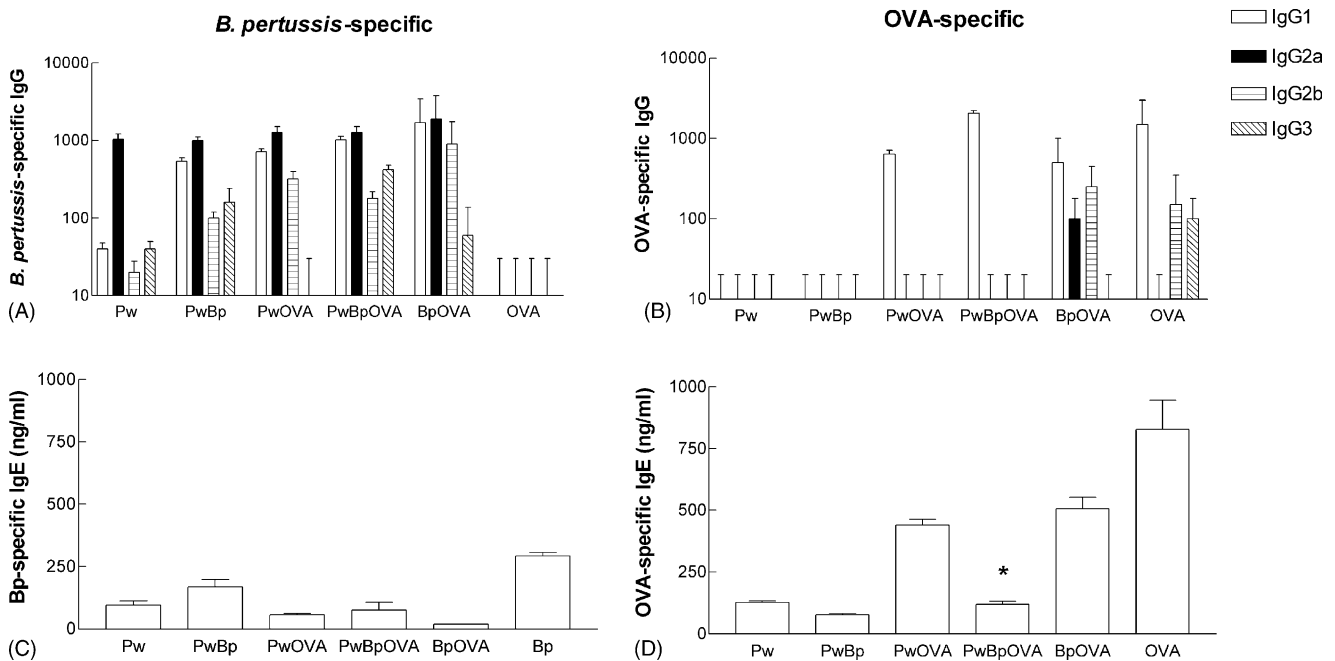 B. pertussis-specific
OVA-specific
IgG1
IgG2a
IgG2b
IgG3
B. pertussis-specific IgG
10000
1000
100
10
(A)
Pw PwBp PwOVA PwBpOVA BpOVA OVA
OVA-specific IgG
10000
1000
100
10
(B)
Pw PwBp PwOVA PwBpOVA BpOVA OVA
Bp-specific IgE (ng/ml)
1000
750
500
250
0
(C)
Pw PwBp PwOVA PwBpOVA BpOVA Bp
OVA-specific IgE (ng/ml)
1000
750
500
250
0
*
(D)
Pw PwBp PwOVA PwBpOVA BpOVA OVA